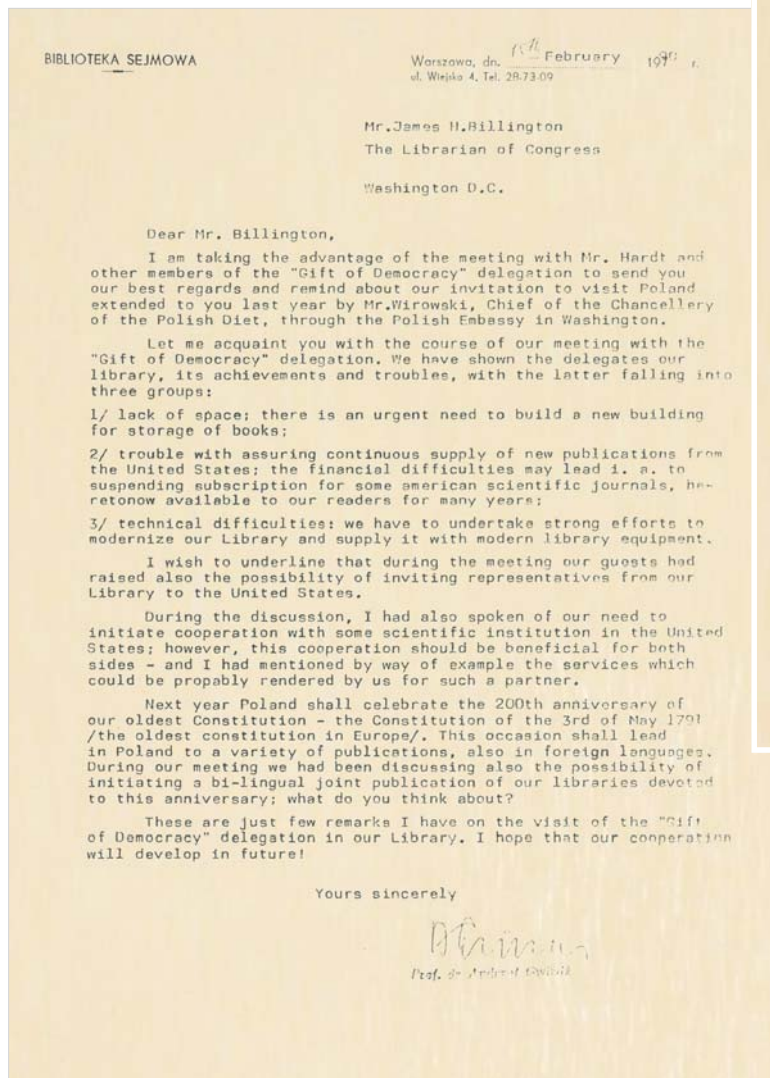 BIBLIOTEKA SEJMOWA
Warszawa, dn. February 1990 r.
ul. Wiejska 4, Tel. 28-73-09
Mr.James H.Billington
The Librarian of Congress
Washington D.C.
Dear Mr. Billington,
I am taking the advantage of the meeting with Mr. Hardt and
other members of the "Gift of Democracy" delegation to send you
our best regards and remind about our invitation to visit Poland
extended to you last year by Mr.Wirowski, Chief of the Chancellery
of the Polish Diet, through the Polish Embassy in Washington.
Let me acquaint you with the course of our meeting with the
"Gift of Democracy" delegation. We have shown the delegates our
library, its achievements and troubles, with the latter falling into
three groups:
1/ lack of space; there is an urgent need to build a new building
for storage of books;
2/ trouble with assuring continuous supply of new publications from
the United States; the financial difficulties may lead i. a. to
suspending subscription for some american scientific journals, he-
retonow available to our readers for many years;
3/ technical difficulties: we have to undertake strong efforts to
modernize our Library and supply it with modern library equipment.
I wish to underline that during the meeting our guests had
raised also the possibility of inviting representatives from our
Library to the United States.
During the discussion, I had also spoken of our need to
initiate cooperation with some scientific institution in the United
States; however, this cooperation should be beneficial for both
sides - and I had mentioned by way of example the services which
could be propably rendered by us for such a partner.
Next year Poland shall celebrate the 200th anniversary of
our oldest Constitution - the Constitution of the 3rd of May 1791
/the oldest constitution in Europe/. This occasion shall lead
in Poland to a variety of publications, also in foreign languages.
During our meeting we had been discussing also the possibility of
initiating a bi-lingual joint publication of our libraries devoted
to this anniversary; what do you think about?
These are just few remarks I have on the visit of the "Gift
of Democracy" delegation in our Library. I hope that our cooperation
will develop in future!
Yours sincerely
Prof. dr Andrzej